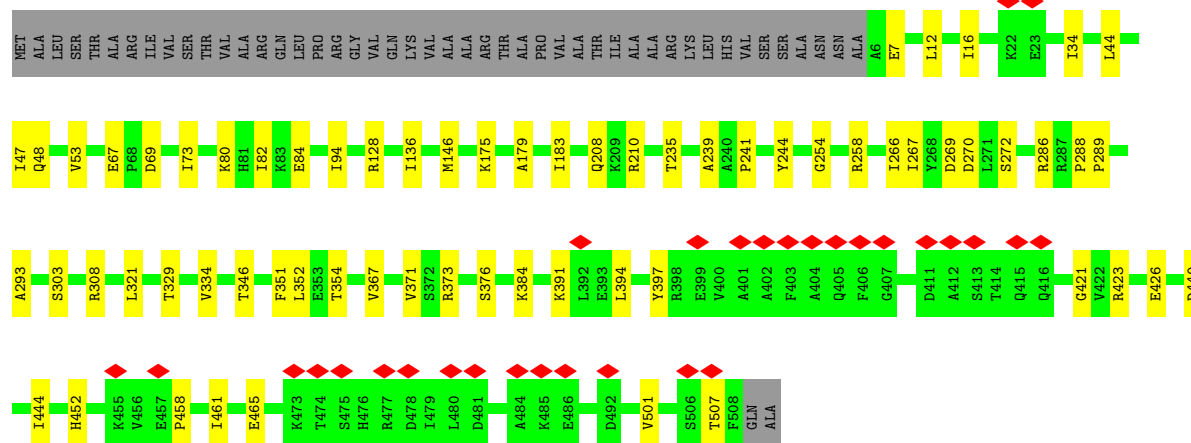 MET ALA LEU SER THR ALA ARG ILE VAL SER THR VAL ALA ARG GLN LEU PRO ARG GLY VAL GLN LYS VAL ALA ALA ARG THR ALA PRO VAL ALA THR ILE ALA ALA ARG LYS LEU HIS VAL SER SER ALA ASN ASN ALA A6 E7 L12 I16 K22 E23 I34 L44
I47 Q48 V53 E67 P68 D69 I73 K80 H81 I82 K83 E84 I94 R128 I136 M146 K175 A179 I183 Q208 K209 R210 T235 A239 A240 P241 Y244 G254 R258 I266 I267 Y268 D269 D270 L271 S272 R286 R287 P288 P289
A293 S303 R308 L321 T329 V334 T346 F351 L352 E353 T354 V367 V371 S372 R373 S376 K384 K391 L392 E393 L394 Y397 R398 E399 V400 A401 A402 F403 A404 Q405 F406 G407 D411 A412 S413 T414 Q415 Q416 G421 V422 R423 E426
I444 H452 K455 V456 E457 P458 I461 E465 K473 T474 S475 H476 R477 D478 I479 L480 D481 A484 K485 E486 D492 V501 S506 T507 F508 GLN ALA